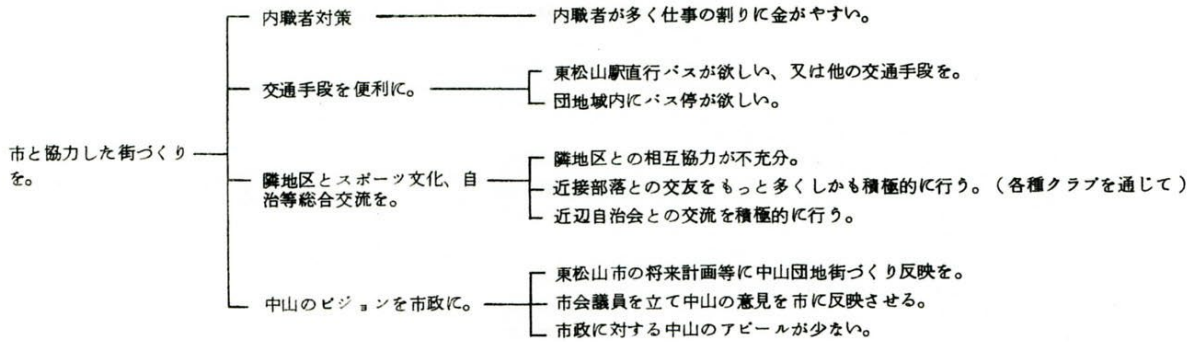 内職者対策
内職者が多く仕事の割りに金がやすい。
交通手段を便利に。
東松山駅直行バスが欲しい、又は他の交通手段を。
団地城内にバス停が欲しい。
市と協力した街づくり
を。
隣地区とスポーツ文化、自
治等総合交流を。
隣地区との相互協力が不充分。
近接部落との交友をもっと多くしかも積極的に行う。(各種クラブを通じて)
近辺自治会との交流を積極的に行う。
中山のビジョンを市政に。
東松山市の将来計画等に中山団地街づくり反映を。
市会議員を立て中山の意見を市に反映させる。
市政に対する中山のアピールが少ない。